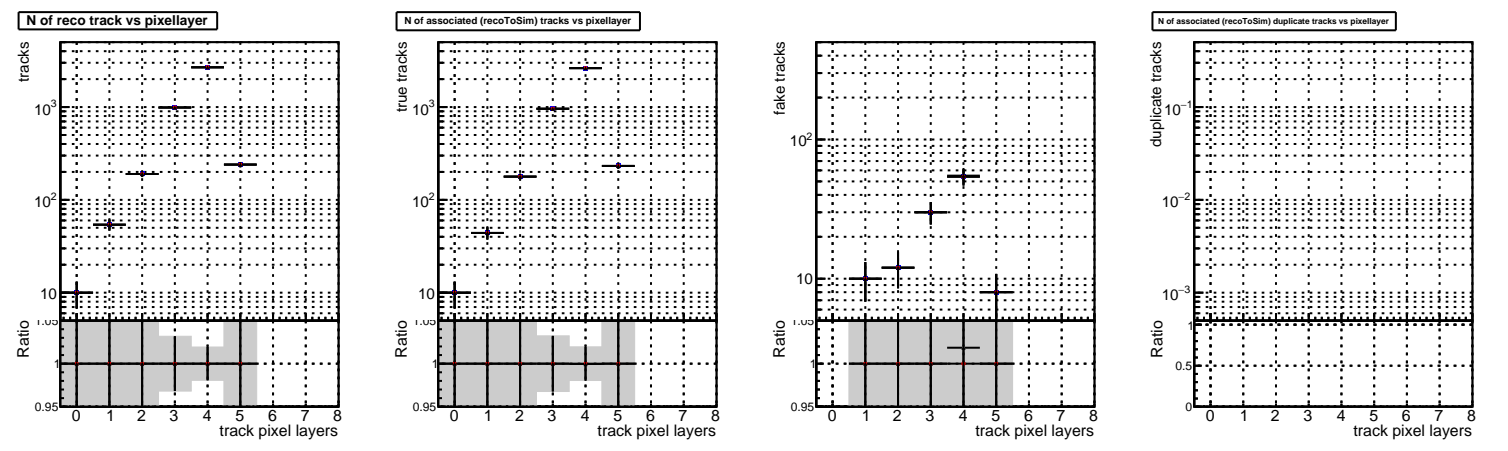 N of reco track vs pixellayer
tracks
10³
10²
10
Ratio
1.05
1
0.95
0 1 2 3 4 5 6 7 8
track pixel layers
N of associated (recoToSim) tracks vs pixellayer
true tracks
10³
10²
10
Ratio
1.05
1
0.95
0 1 2 3 4 5 6 7 8
track pixel layers
fake tracks
10²
10
Ratio
1.05
1
0.95
0 1 2 3 4 5 6 7 8
track pixel layers
N of associated (recoToSim) duplicate tracks vs pixellayer
duplicate tracks
10⁻¹
10⁻²
10⁻³
Ratio
1
0.5
0
0 1 2 3 4 5 6 7 8
track pixel layers